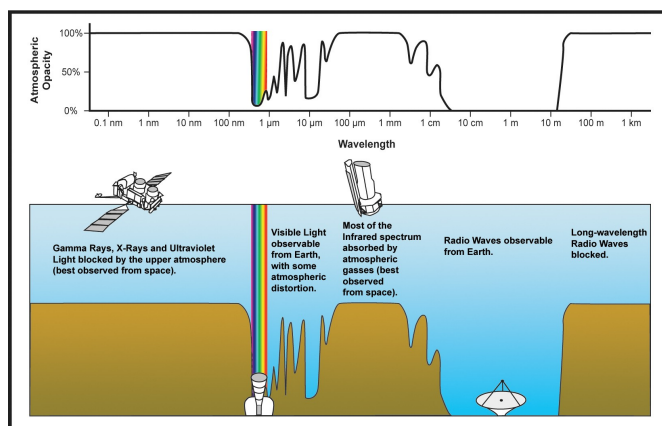 Atmospheric
Opacity
100%
50%
0%
0.1 nm 1 nm 10 nm 100 nm 1 µm 10 µm 100 µm 1 mm 1 cm 10 cm 1 m 10 m 100 m 1 km
Wavelength
Gamma Rays, X-Rays and Ultraviolet
Light blocked by the upper atmosphere
(best observed from space).
Visible Light
observable
from Earth,
with some
atmospheric
distortion.
Most of the
Infrared spectrum
absorbed by
atmospheric
gasses (best
observed
from space).
Radio Waves observable
from Earth.
Long-wavelength
Radio Waves
blocked.